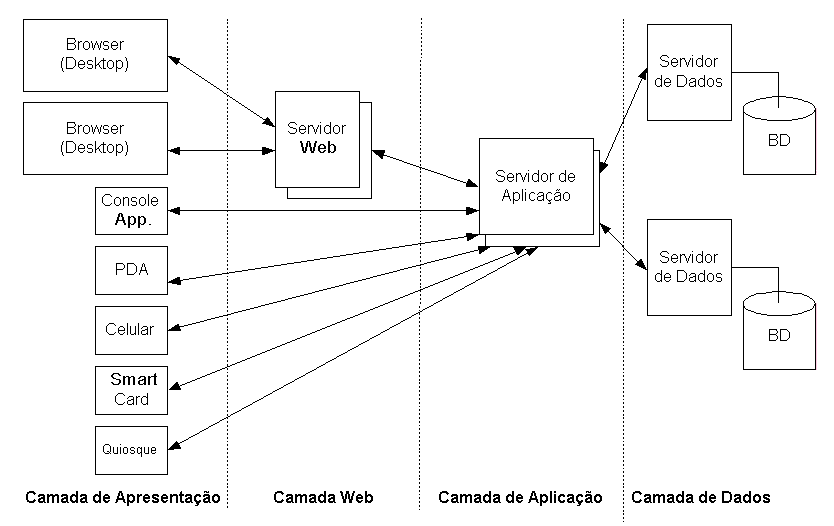 Browser
(Desktop)
Browser
(Desktop)
Console
App.
PDA
Celular
Smart
Card
Quiosque
Servidor
Web
Servidor de
Aplicação
Servidor
de Dados
BD
Servidor
de Dados
BD
Camada de Apresentação
Camada Web
Camada de Aplicação
Camada de Dados